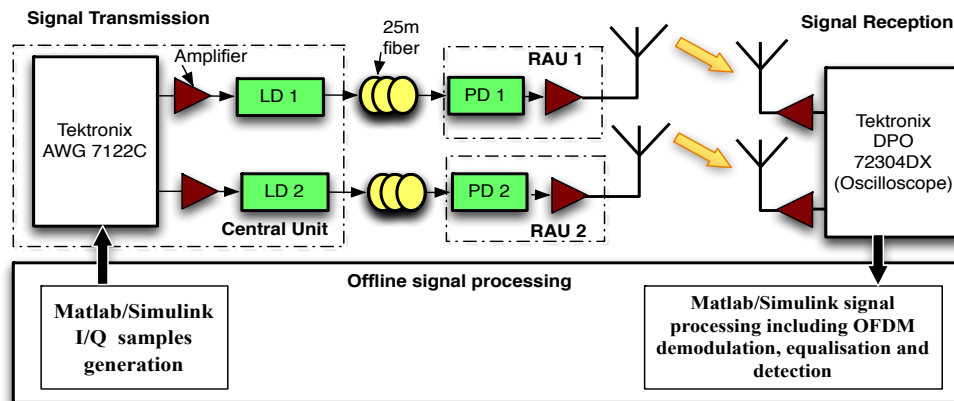 Signal Transmission
25m
fiber
Signal Reception
Amplifier
RAU 1
LD 1
PD 1
Tektronix
AWG 7122C
Tektronix
DPO
72304DX
(Oscilloscope)
LD 2
PD 2
Central Unit
RAU 2
Offline signal processing
Matlab/Simulink
I/Q samples
generation
Matlab/Simulink signal
processing including OFDM
demodulation, equalisation and
detection